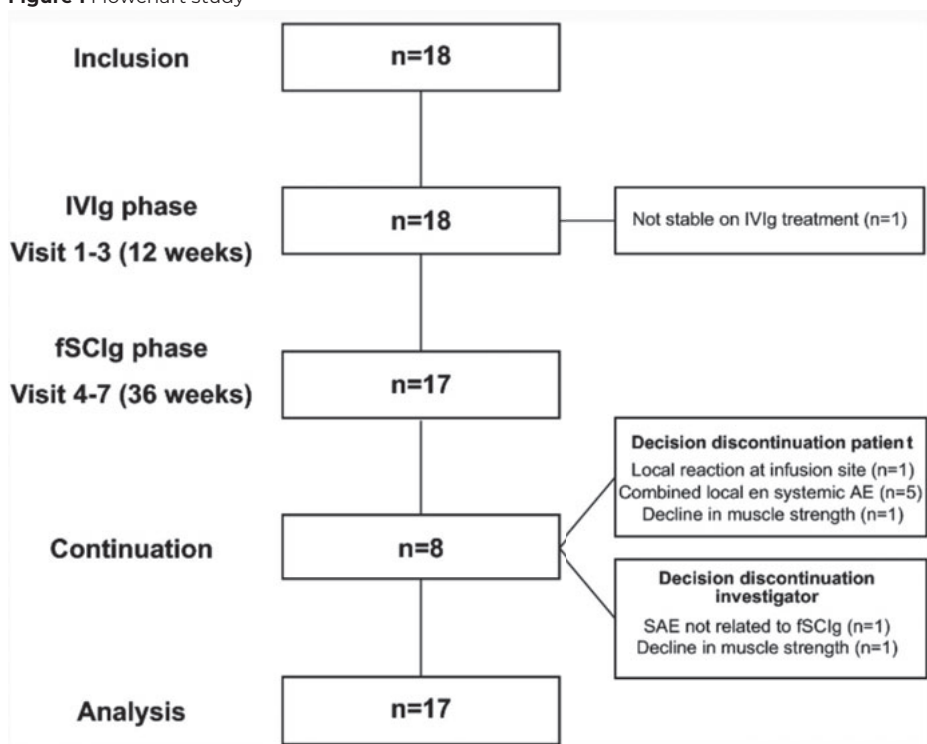 Figure 1 Flowchart study
Inclusion
n=18
IVIg phase
Visit 1-3 (12 weeks)
n=18
Not stable on IVIg treatment (n=1)
fSCIg phase
Visit 4-7 (36 weeks)
n=17
Decision discontinuation patient
Local reaction at infusion site (n=1)
Combined local en systemic AE (n=5)
Decline in muscle strength (n=1)
Continuation
n=8
Decision discontinuation
investigator
SAE not related to fSCIg (n=1)
Decline in muscle strength (n=1)
Analysis
n=17